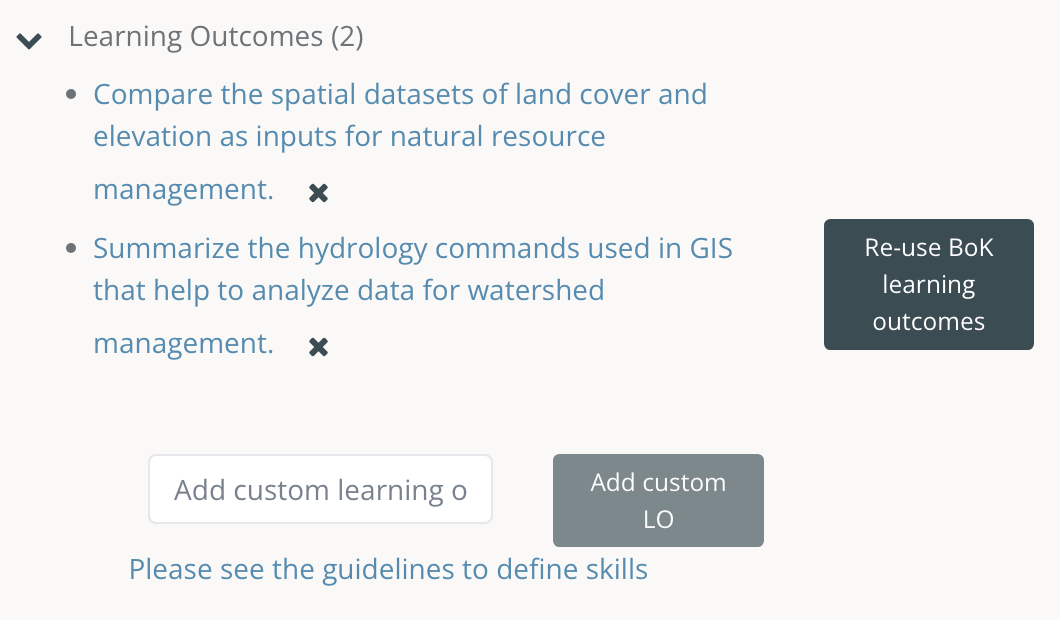 Learning Outcomes (2)
Compare the spatial datasets of land cover and
elevation as inputs for natural resource
management.
Summarize the hydrology commands used in GIS
that help to analyze data for watershed
management.
Re-use BoK
learning
outcomes
Add custom learning o
Add custom
LO
Please see the guidelines to define skills